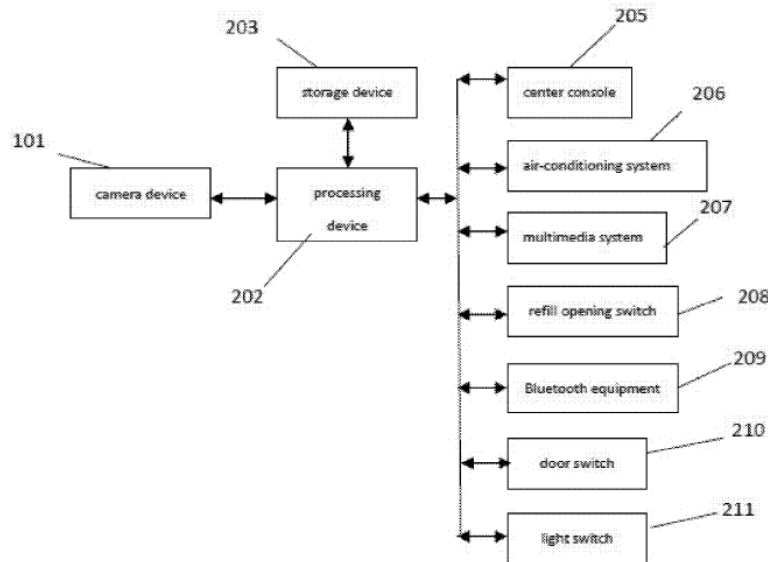 203
205
storage device
center console
206
101
air-conditioning system
camera device
processing
device
207
multimedia system
202
208
refill opening switch
209
Bluetooth equipment
210
door switch
211
light switch